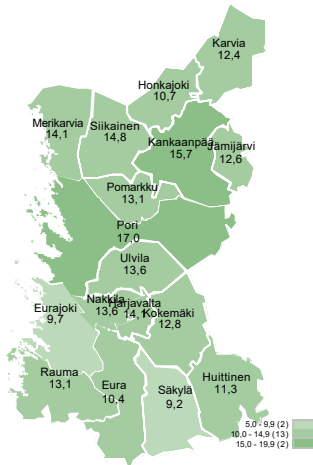 Karvia
12,4
Honkajoki
10,7
Merikarvia
14,1
Siikainen
14,8
Kankaanpää
15,7
Jämijärvi
12,6
Pomarkku
13,1
Pori
17,0
Ulvila
13,6
Nakkila
13,6
Harjavalta
14,1
Kokemäki
12,8
Eurajoki
9,7
Rauma
13,1
Eura
10,4
Säkylä
9,2
Huittinen
11,3
5,0 - 9,9 (2)
10,0 - 14,9 (13)
15,0 - 19,9 (2)